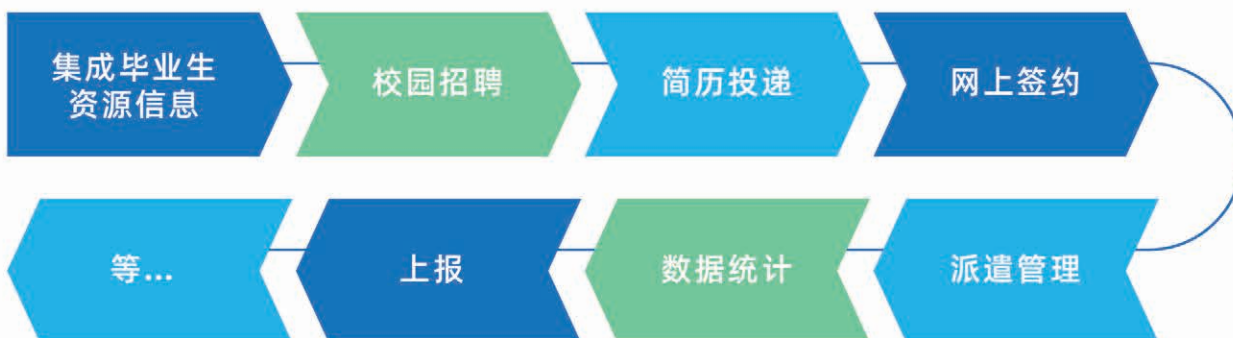 集成毕业生
资源信息
校园招聘
简历投递
网上签约
派遣管理
数据统计
上报
等...